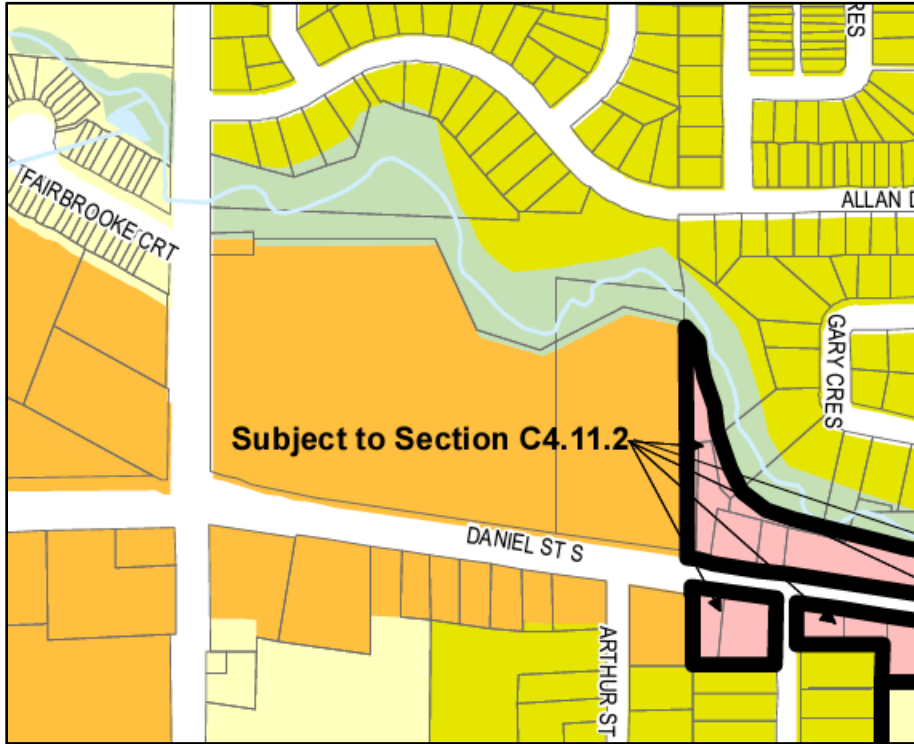 RES
ALLAN D
FAIRBROOKE CRT
GARY CRES
Subject to Section C4.11.2
DANIEL ST S
ARTHUR ST